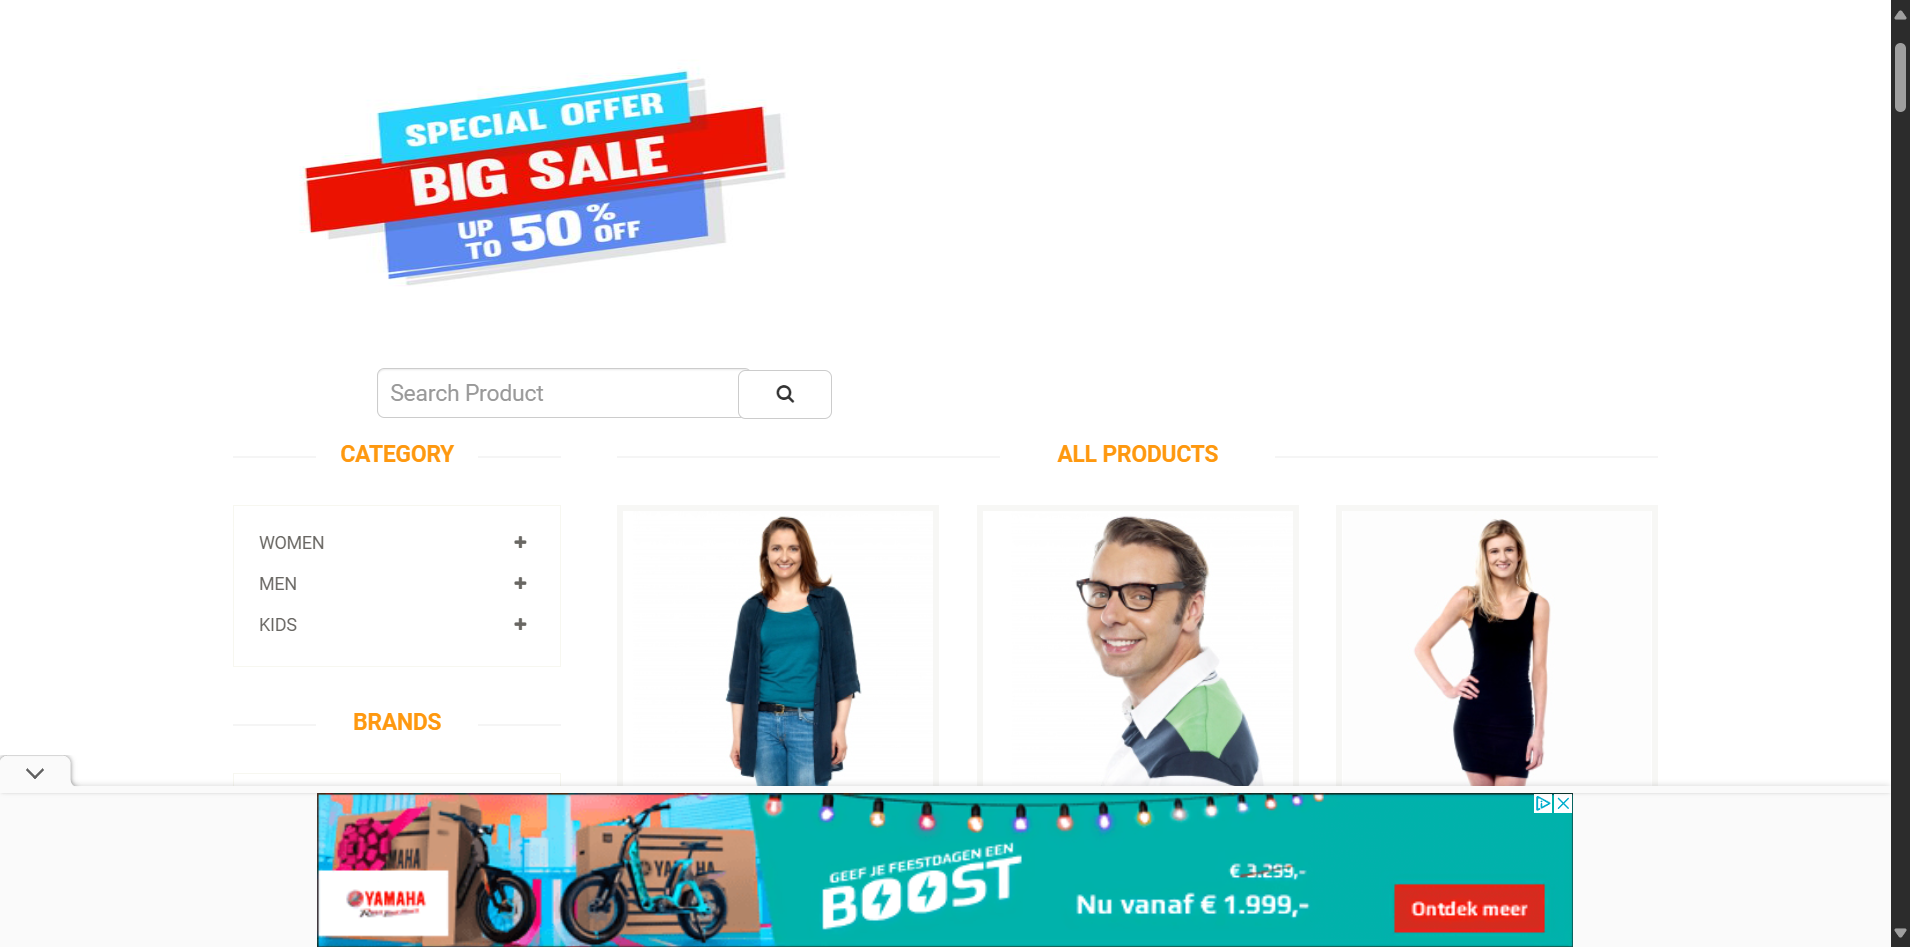 SPECIAL OFFER
BIG SALE
UP TO 50% OFF
Search Product
CATEGORY
ALL PRODUCTS
WOMEN
MEN
KIDS
BRANDS
YAMAHA
GEEF JE FEESTDAGEN EEN
BOOST
€ 3.299,-
Nu vanaf € 1.999,-
Ontdek meer